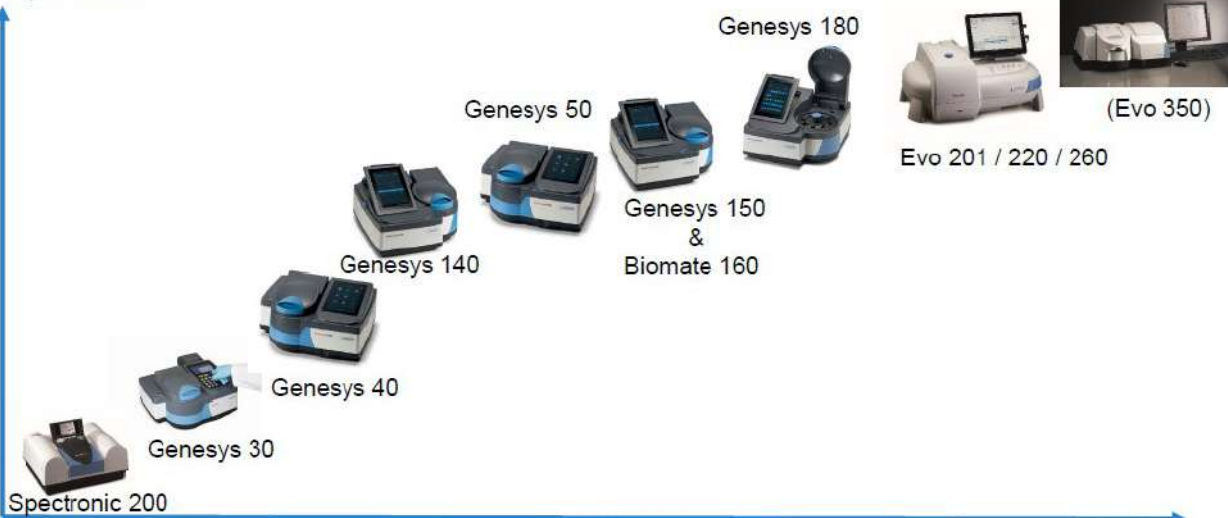 Genesys 180
(Evo 350)
Genesys 50
Evo 201 / 220 / 260
Genesys 150
&
Biomate 160
Genesys 140
Genesys 40
Genesys 30
Spectronic 200